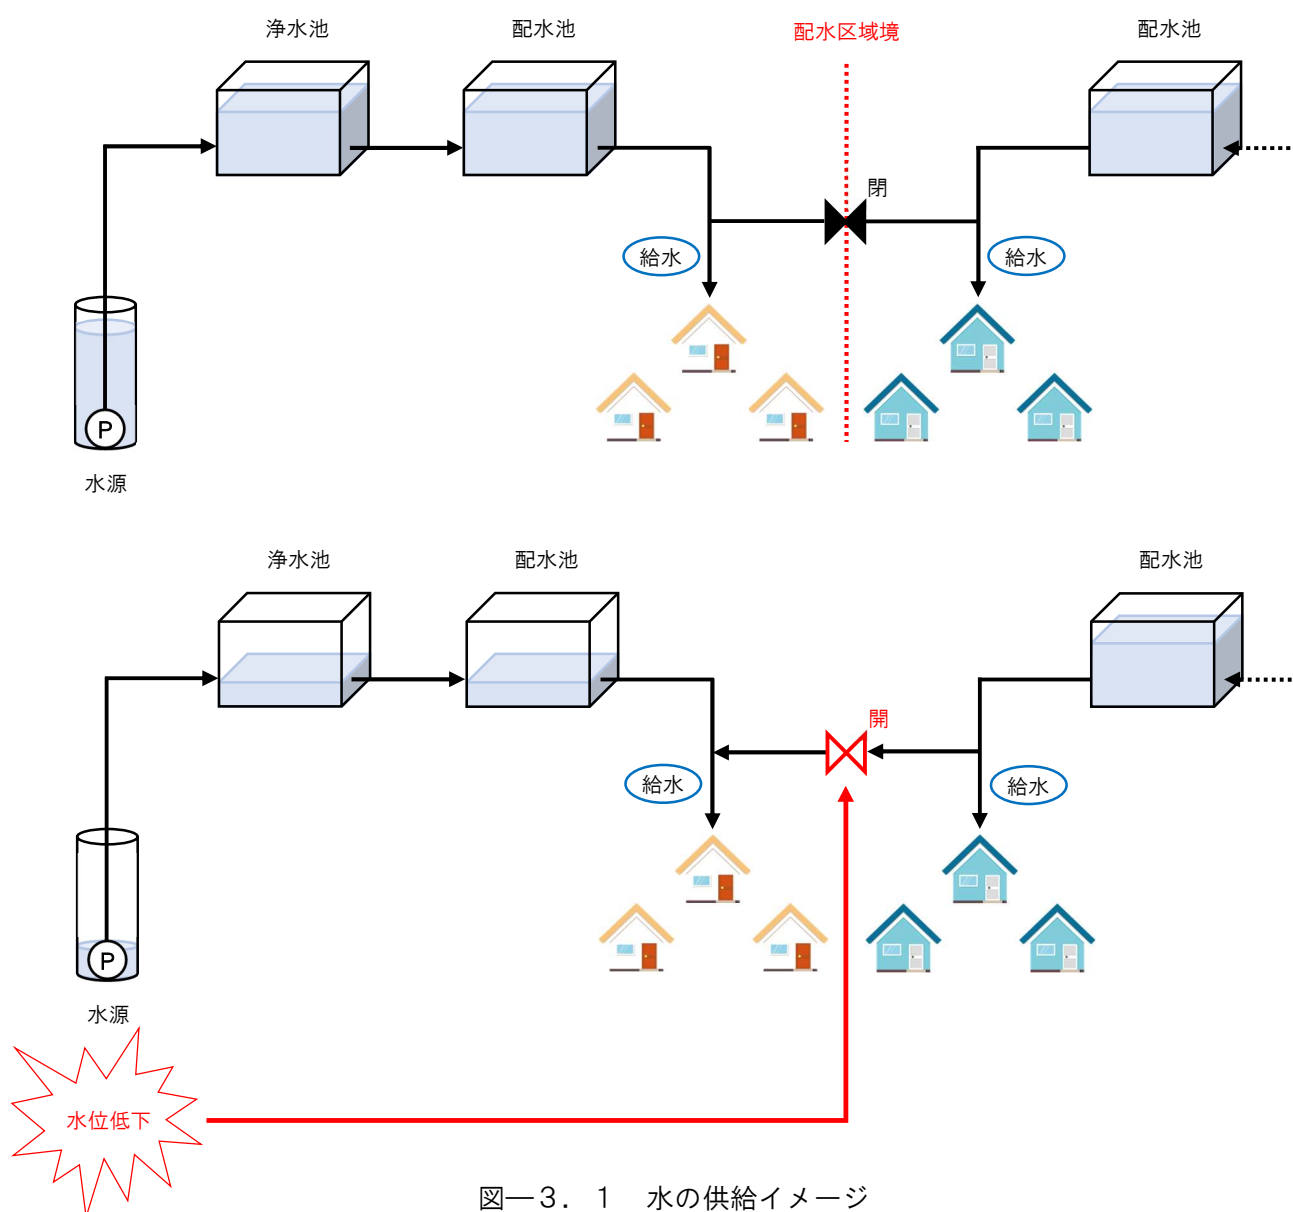 浄水池
配水池
配水区域境
配水池
閉
給水
給水
P
水源
浄水池
配水池
配水池
開
給水
給水
P
水源
水位低下
図―3.1 水の供給イメージ